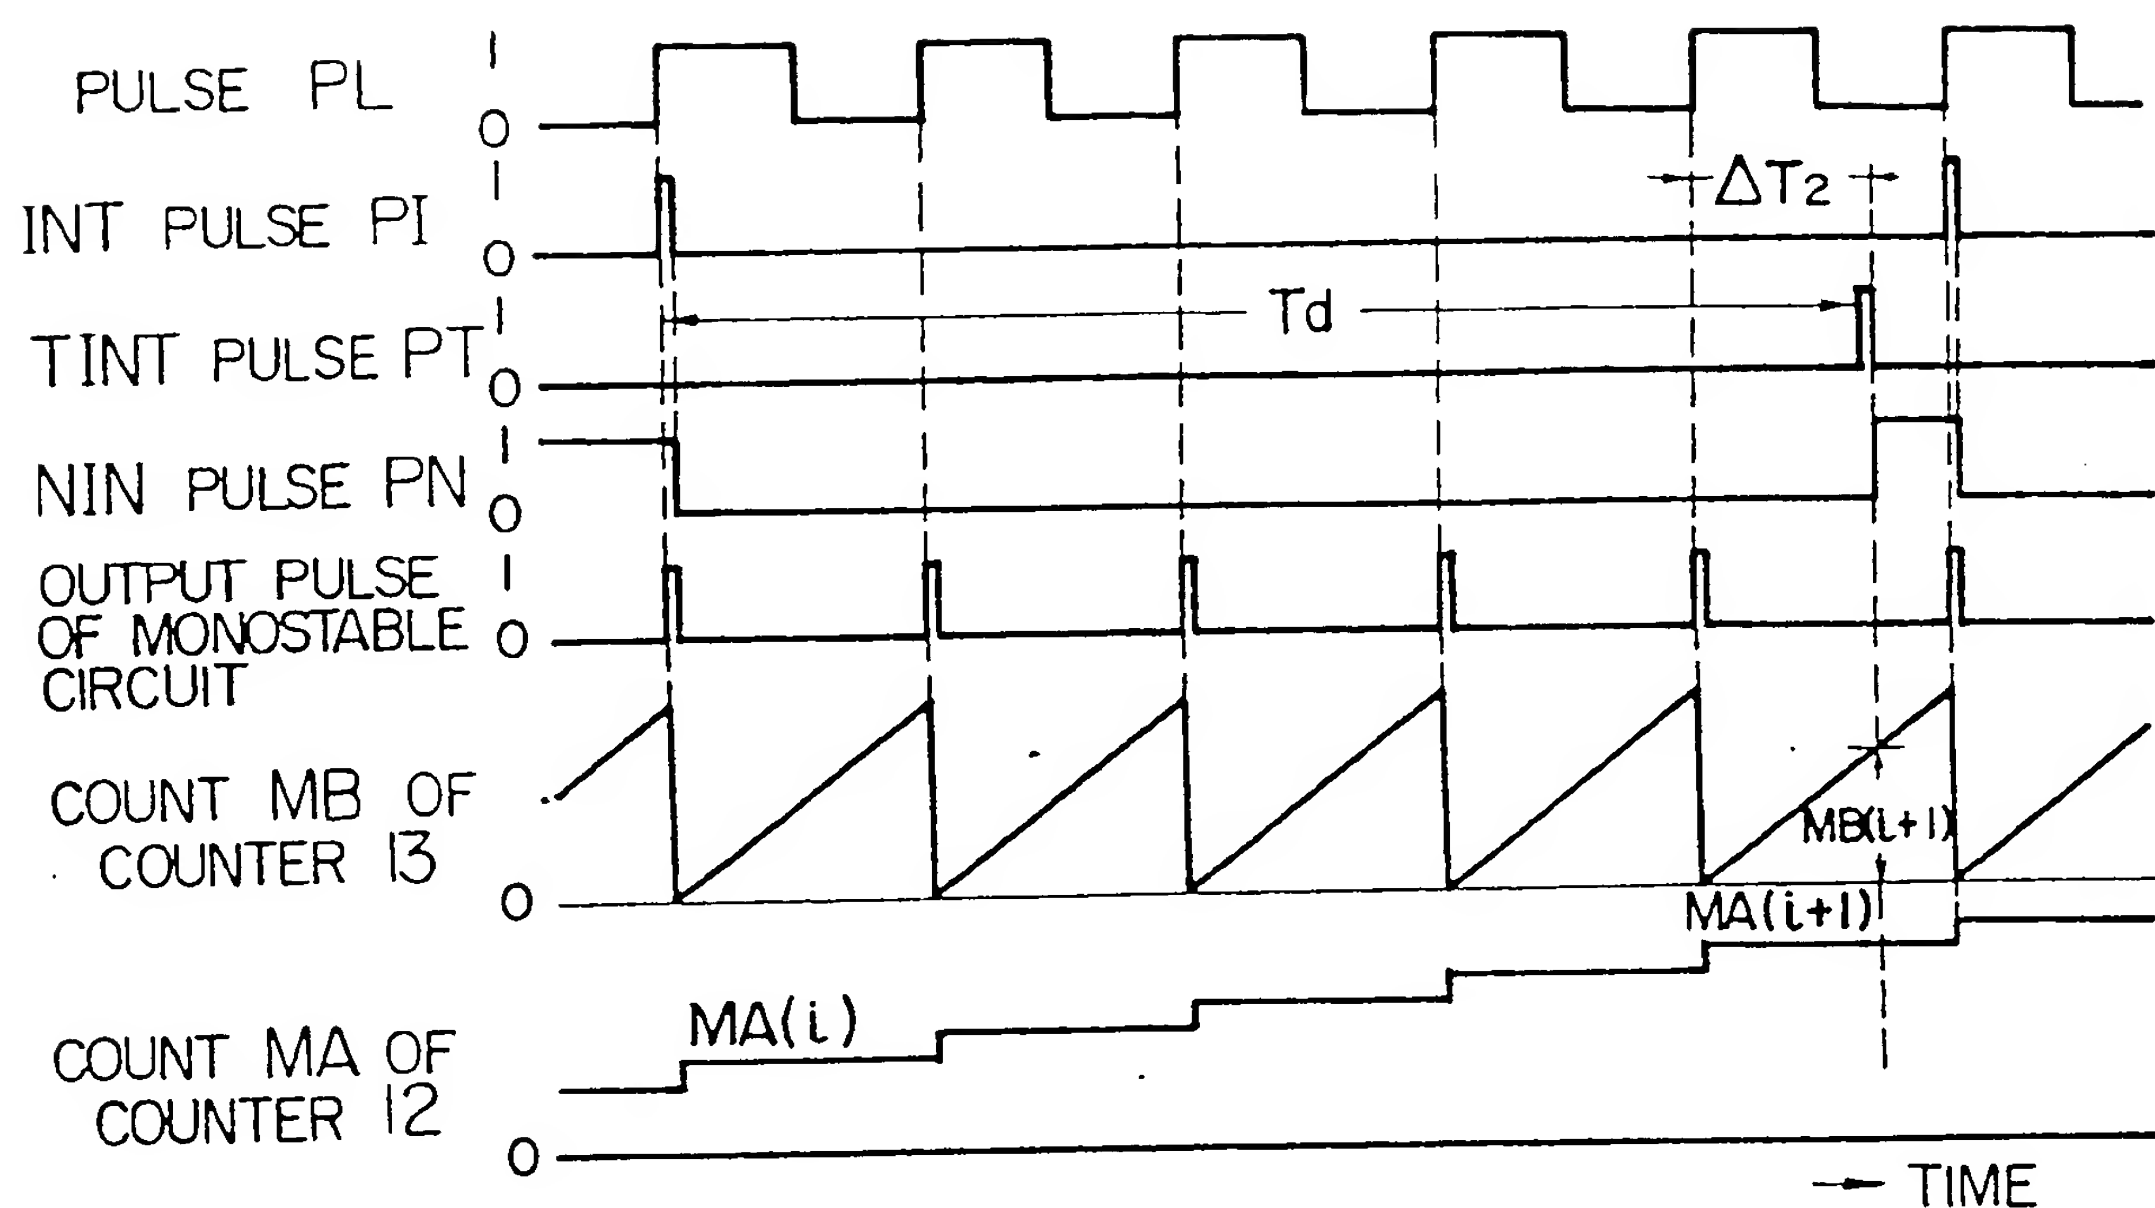 PULSE PL
1
0
INT PULSE PI
1
0
ΔT2
TINT PULSE PT
1
0
Td
NIN PULSE PN
1
0
OUTPUT PULSE
OF MONOSTABLE
CIRCUIT
1
0
COUNT MB OF
COUNTER 13
0
MB(i+1)
MA(i+1)
MA(i)
COUNT MA OF
COUNTER 12
0
→ TIME